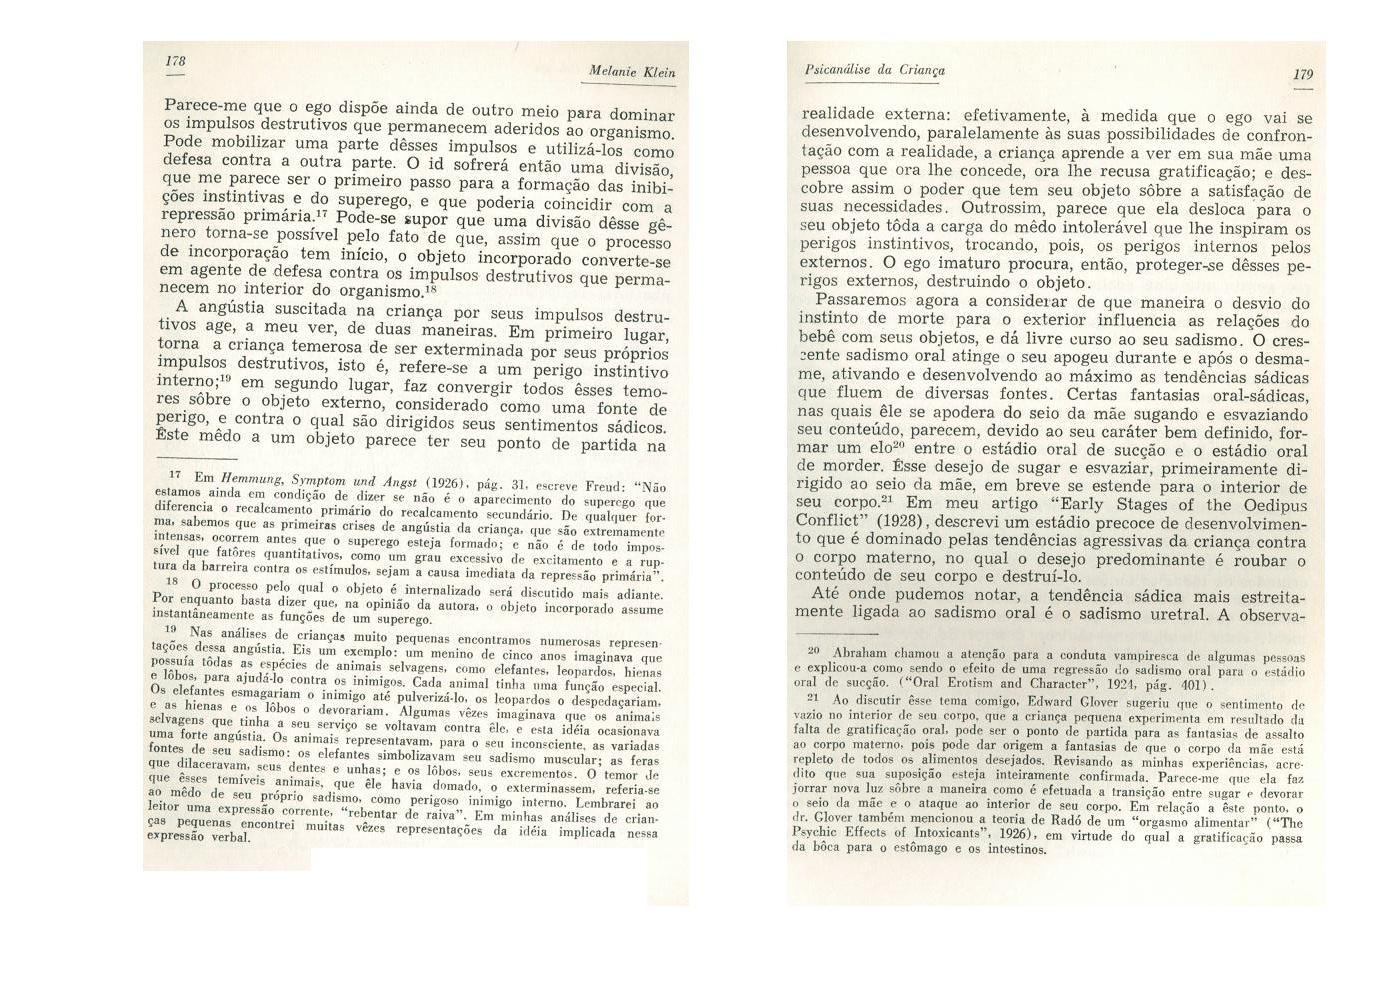 178
Melanie Klein
Parece-me que o ego dispõe ainda de outro meio para dominar
os impulsos destrutivos que permanecem aderidos ao organismo.
Pode mobilizar uma parte dêsses impulsos e utilizá-los como
defesa contra a outra parte. O id sofrerá então uma divisão,
que me parece ser o primeiro passo para a formação das inibi-
ções instintivas e do superego, e que poderia coincidir com a
repressão primária.¹⁷ Pode-se supor que uma divisão dêsse gê-
nero torna-se possível pelo fato de que, assim que o processo
de incorporação tem início, o objeto incorporado converte-se
em agente de defesa contra os impulsos destrutivos que perma-
necem no interior do organismo.¹⁸
A angústia suscitada na criança por seus impulsos destru-
tivos age, a meu ver, de duas maneiras. Em primeiro lugar,
torna a criança temerosa de ser exterminada por seus próprios
impulsos destrutivos, isto é, refere-se a um perigo instintivo
interno;¹⁹ em segundo lugar, faz convergir todos êsses temo-
res sôbre o objeto externo, considerado como uma fonte de
perigo, e contra o qual são dirigidos seus sentimentos sádicos.
Êste mêdo a um objeto parece ter seu ponto de partida na
¹⁷ Em Hemmung, Symptom und Angst (1926), pág. 31, escreve Freud: “Não
estamos ainda em condição de dizer se não é o aparecimento do superego que
diferencia o recalcamento primário do recalcamento secundário. De qualquer for-
ma, sabemos que as primeiras crises de angústia da criança, que são extremamente
intensas, ocorrem antes que o superego esteja formado; e não é de todo impos-
sível que fatôres quantitativos, como um grau excessivo de excitamento e a rup-
tura da barreira contra os estímulos, sejam a causa imediata da repressão primária”.
¹⁸ O processo pelo qual o objeto é internalizado será discutido mais adiante.
Por enquanto basta dizer que, na opinião da autora, o objeto incorporado assume
instantâneamente as funções de um superego.
¹⁹ Nas análises de crianças muito pequenas encontramos numerosas represen-
tações dessa angústia. Eis um exemplo: um menino de cinco anos imaginava que
possuía tôdas as espécies de animais selvagens, como elefantes, leopardos, hienas
e lôbos, para ajudá-lo contra os inimigos. Cada animal tinha uma função especial.
Os elefantes esmagariam o inimigo até pulverizá-lo, os leopardos o despedaçariam,
e as hienas e os lôbos o devorariam. Algumas vêzes imaginava que os animais
selvagens que tinha a seu serviço se voltavam contra êle, e esta idéia ocasionava
uma forte angústia. Os animais representavam, para o seu inconsciente, as variadas
fontes de seu sadismo: os elefantes simbolizavam seu sadismo muscular; as feras
que dilaceravam, seus dentes e unhas; e os lôbos, seus excrementos. O temor de
que êsses temíveis animais, que êle havia domado, o exterminassem, referia-se
ao mêdo de seu próprio sadismo, como perigoso inimigo interno. Lembrarei ao
leitor uma expressão corrente, “rebentar de raiva”. Em minhas análises de crian-
ças pequenas encontrei muitas vêzes representações da idéia implicada nessa
expressão verbal.
Psicanálise da Criança
179
realidade externa: efetivamente, à medida que o ego vai se
desenvolvendo, paralelamente às suas possibilidades de confron-
tação com a realidade, a criança aprende a ver em sua mãe uma
pessoa que ora lhe concede, ora lhe recusa gratificação; e des-
cobre assim o poder que tem seu objeto sôbre a satisfação de
suas necessidades. Outrossim, parece que ela desloca para o
seu objeto tôda a carga do mêdo intolerável que lhe inspiram os
perigos instintivos, trocando, pois, os perigos internos pelos
externos. O ego imaturo procura, então, proteger-se dêsses pe-
rigos externos, destruindo o objeto.
Passaremos agora a considerar de que maneira o desvio do
instinto de morte para o exterior influencia as relações do
bebê com seus objetos, e dá livre curso ao seu sadismo. O cres-
cente sadismo oral atinge o seu apogeu durante e após o desma-
me, ativando e desenvolvendo ao máximo as tendências sádicas
que fluem de diversas fontes. Certas fantasias oral-sádicas,
nas quais êle se apodera do seio da mãe sugando e esvaziando
seu conteúdo, parecem, devido ao seu caráter bem definido, for-
mar um elo²⁰ entre o estádio oral de sucção e o estádio oral
de morder. Êsse desejo de sugar e esvaziar, primeiramente di-
rigido ao seio da mãe, em breve se estende para o interior de
seu corpo.²¹ Em meu artigo “Early Stages of the Oedipus
Conflict” (1928), descrevi um estádio precoce de desenvolvimen-
to que é dominado pelas tendências agressivas da criança contra
o corpo materno, no qual o desejo predominante é roubar o
conteúdo de seu corpo e destruí-lo.
Até onde pudemos notar, a tendência sádica mais estreita-
mente ligada ao sadismo oral é o sadismo uretral. A observa-
²⁰ Abraham chamou a atenção para a conduta vampiresca de algumas pessoas
e explicou-a como sendo o efeito de uma regressão do sadismo oral para o estádio
oral de sucção. (“Oral Erotism and Character”, 1924, pág. 401).
²¹ Ao discutir êsse tema comigo, Edward Glover sugeriu que o sentimento de
vazio no interior de seu corpo, que a criança pequena experimenta em resultado da
falta de gratificação oral, pode ser o ponto de partida para as fantasias de assalto
ao corpo materno, pois pode dar origem a fantasias de que o corpo da mãe está
repleto de todos os alimentos desejados. Revisando as minhas experiências, acre-
dito que sua suposição esteja inteiramente confirmada. Parece-me que ela faz
jorrar nova luz sôbre a maneira como é efetuada a transição entre sugar e devorar
o seio da mãe e o ataque ao interior de seu corpo. Em relação a êste ponto, o
dr. Glover também mencionou a teoria de Radó de um “orgasmo alimentar” (“The
Psychic Effects of Intoxicants”, 1926), em virtude do qual a gratificação passa
da bôca para o estômago e os intestinos.